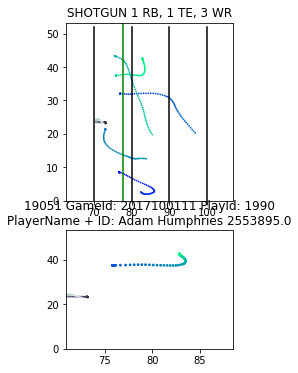 SHOTGUN 1 RB, 1 TE, 3 WR
50
40
30
20
10
0
70 80 90 100
19051 GameId: 2017100111 PlayId: 1990
PlayerName + ID: Adam Humphries 2553895.0
40
20
0
75 80 85